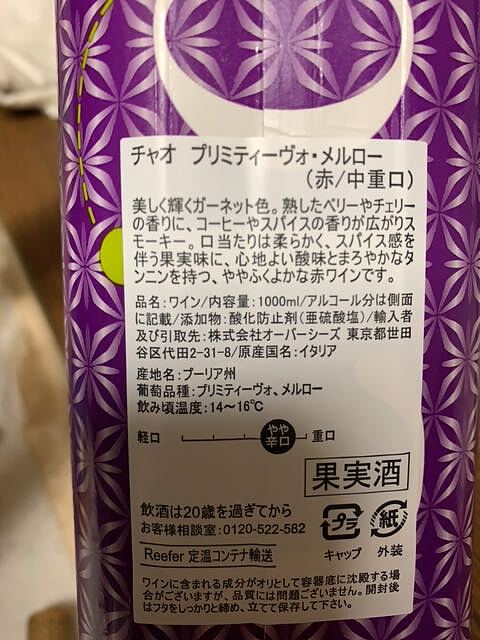 チャオ プリミティーヴォ・メルロー
(赤/中重口)
美しく輝くガーネット色。熟したベリーやチェリー
の香りに、コーヒーやスパイスの香りが広がりス
モーキー。口当たりは柔らかく、スパイス感を
伴う果実味に、心地よい酸味とまろやかなタ
ンニンを持つ、ややふくよかな赤ワインです。
品名:ワイン/内容量:1000ml/アルコール分は側面
に記載/添加物:酸化防止剤(亜硫酸塩)/輸入者
及び引取先:株式会社オーバーシーズ 東京都世田
谷区代田2-31-8/原産国名:イタリア
産地名:プーリア州
葡萄品種:プリミティーヴォ、メルロー
飲み頃温度:14〜16℃
軽口 やや辛口 重口
果実酒
飲酒は20歳を過ぎてから
お客様相談室:0120-522-582
プラ 紙
Reefer 定温コンテナ輸送
キャップ 外装
ワインに含まれる成分がオリとして容器底に沈殿する場
合がございますが、品質には問題ございません。開封後
はフタをしっかりと締め、立てて保存して下さい。